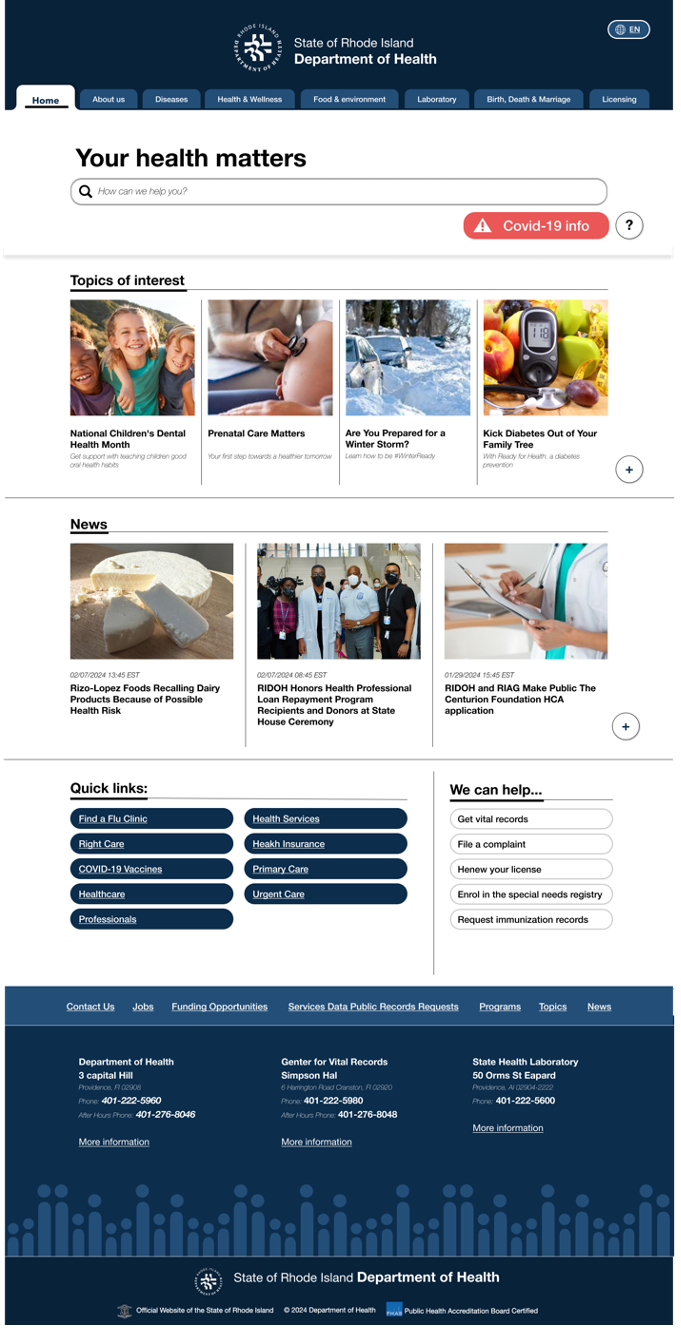 RHODE ISLAND
DEPARTMENT OF HEALTH
State of Rhode Island
Department of Health
EN
Home
About us
Diseases
Health & Wellness
Food & environment
Laboratory
Birth, Death & Marriage
Licensing
Your health matters
How can we help you?
Covid-19 info
?
Topics of interest
118
National Children's Dental
Health Month
Get support with teaching children good
oral health habits
Prenatal Care Matters
Your first step towards a healthier tomorrow
Are You Prepared for a
Winter Storm?
Learn how to be #WinterReady
Kick Diabetes Out of Your
Family Tree
With Ready for Health, a diabetes
prevention
+
News
02/07/2024 13:45 EST
Rizo-Lopez Foods Recalling Dairy
Products Because of Possible
Health Risk
02/07/2024 08:45 EST
RIDOH Honors Health Professional
Loan Repayment Program
Recipients and Donors at State
House Ceremony
01/29/2024 15:45 EST
RIDOH and RIAG Make Public The
Centurion Foundation HCA
application
+
Quick links:
Find a Flu Clinic
Right Care
COVID-19 Vaccines
Healthcare
Professionals
Health Services
Heakh Insurance
Primary Care
Urgent Care
We can help...
Get vital records
File a complaint
Henew your license
Enrol in the special needs registry
Request immunization records
Contact Us
Jobs
Funding Opportunities
Services Data Public Records Requests
Programs
Topics
News
Department of Health
3 capital Hill
Providence, FI 02908
Phone: 401-222-5960
After Hours Phone: 401-276-8046
More information
Genter for Vital Records
Simpson Hal
6 Harrington Road Cranston, FI 02920
Phone: 401-222-5980
After Hours Phone: 401-276-8048
More information
State Health Laboratory
50 Orms St Eapard
Providence, AI 02904-2222
Phone: 401-222-5600
More information
State of Rhode Island Department of Health
Official Website of the State of Rhode Island
© 2024 Department of Health
PHAB
Public Health Accreditation Board Certified